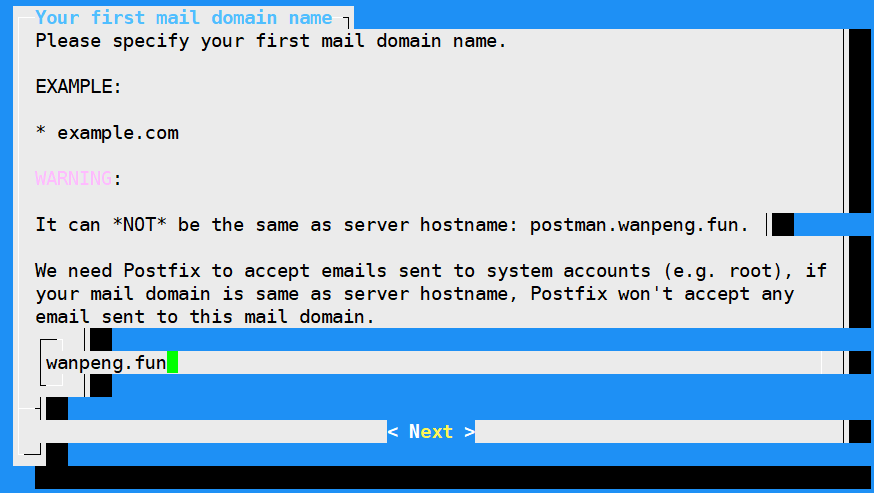 Your first mail domain name
Please specify your first mail domain name.
EXAMPLE:
* example.com
WARNING:
It can *NOT* be the same as server hostname: postman.wanpeng.fun.
We need Postfix to accept emails sent to system accounts (e.g. root), if
your mail domain is same as server hostname, Postfix won't accept any
email sent to this mail domain.
wanpeng.fun
< Next >